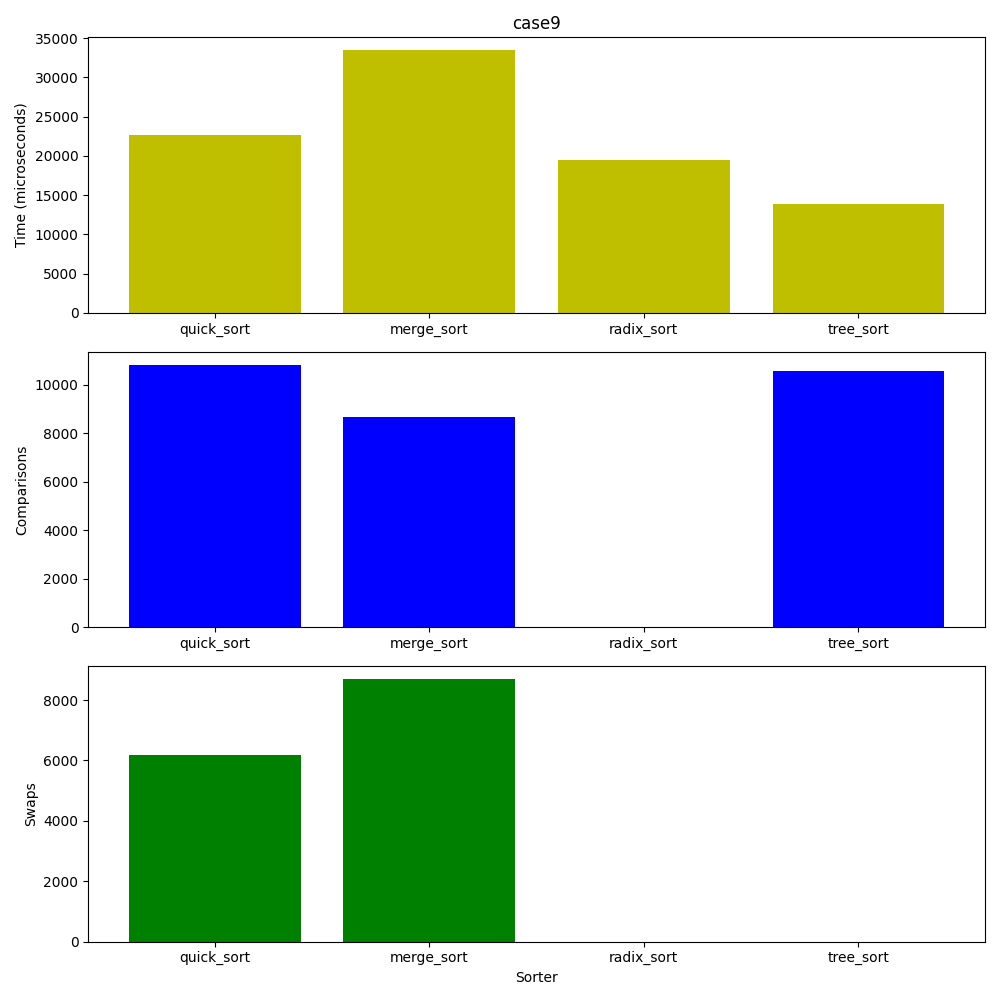 case9
Time (microseconds)
35000
30000
25000
20000
15000
10000
5000
0
quick_sort merge_sort radix_sort tree_sort
Comparisons
10000
8000
6000
4000
2000
0
quick_sort merge_sort radix_sort tree_sort
Swaps
8000
6000
4000
2000
0
quick_sort merge_sort radix_sort tree_sort
Sorter